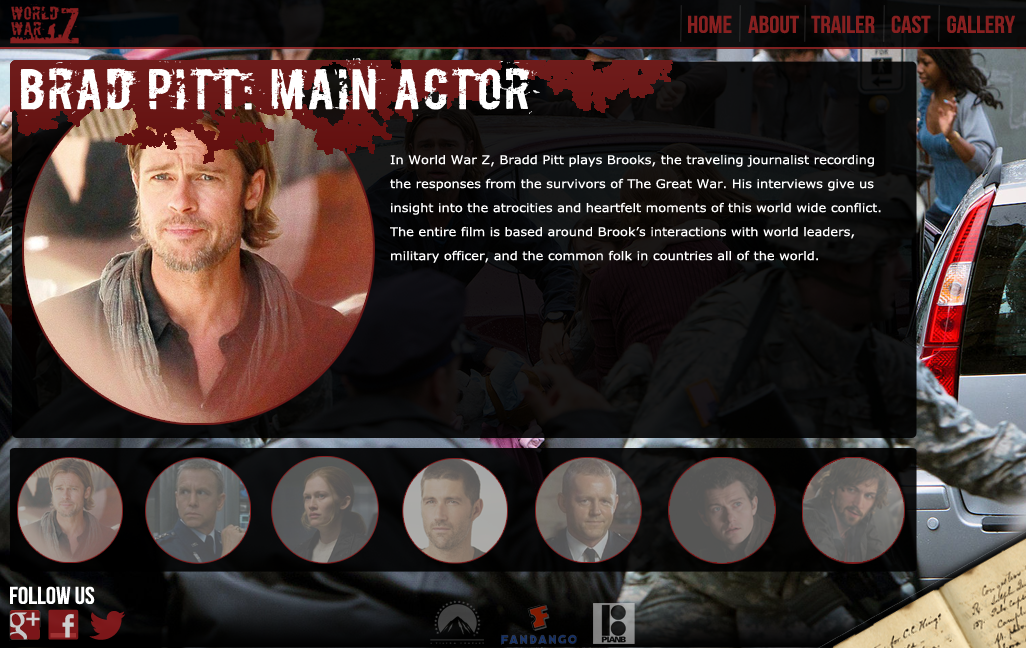 WORLD
WAR Z
HOME ABOUT TRAILER CAST GALLERY
FOR
BRAD PITT: MAIN ACTOR
In World War Z, Bradd Pitt plays Brooks, the traveling journalist recording
the responses from the survivors of The Great War. His interviews give us
insight into the atrocities and heartfelt moments of this world wide conflict.
The entire film is based around Brook’s interactions with world leaders,
military officer, and the common folk in countries all of the world.
FOLLOW US
g+ f
FANDANGO
PLANB